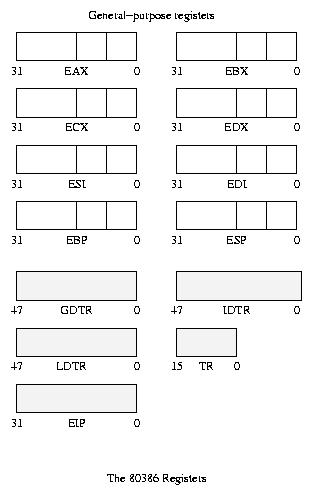 General-purpose registers
31 EAX 0 31 EBX 0
31 ECX 0 31 EDX 0
31 ESI 0 31 EDI 0
31 EBP 0 31 ESP 0
47 GDTR 0 47 IDTR 0
47 LDTR 0 15 TR 0
31 EIP 0
The 80386 Registers